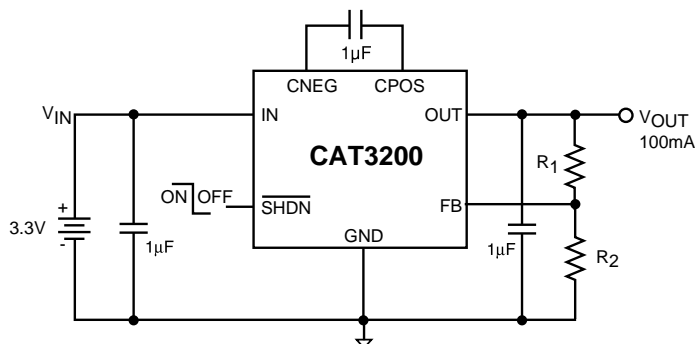 1µF
CNEG CPOS
VIN
IN
OUT
VOUT
100mA
CAT3200
R1
ON OFF
SHDN
FB
3.3V
+
-
1µF
GND
1µF
R2